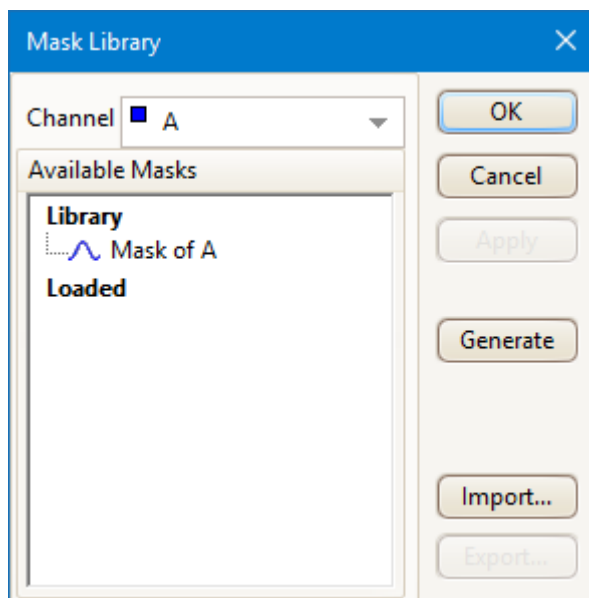 Mask Library
Channel A
OK
Available Masks
Cancel
Library
Mask of A
Apply
Loaded
Generate
Import...
Export...